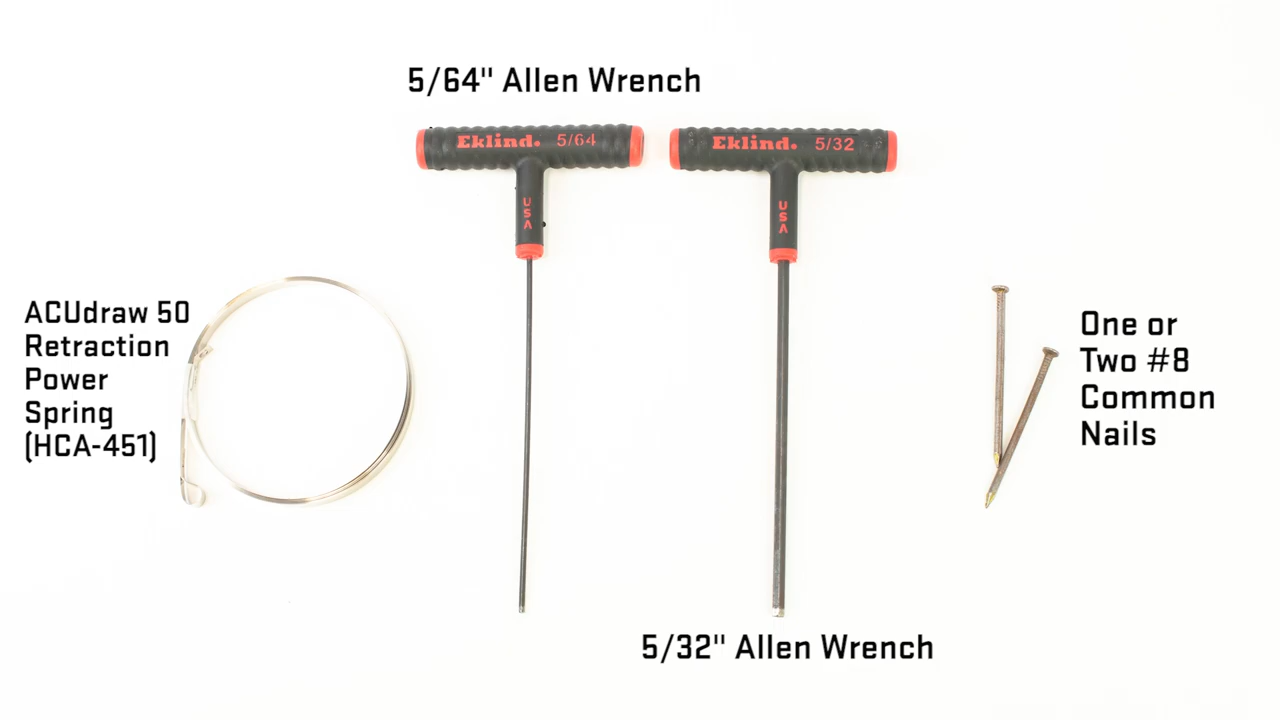 5/64" Allen Wrench
Eklind. 5/64
USA
Eklind. 5/32
USA
ACUdraw 50
Retraction
Power
Spring
(HCA-451)
One or
Two #8
Common
Nails
5/32" Allen Wrench